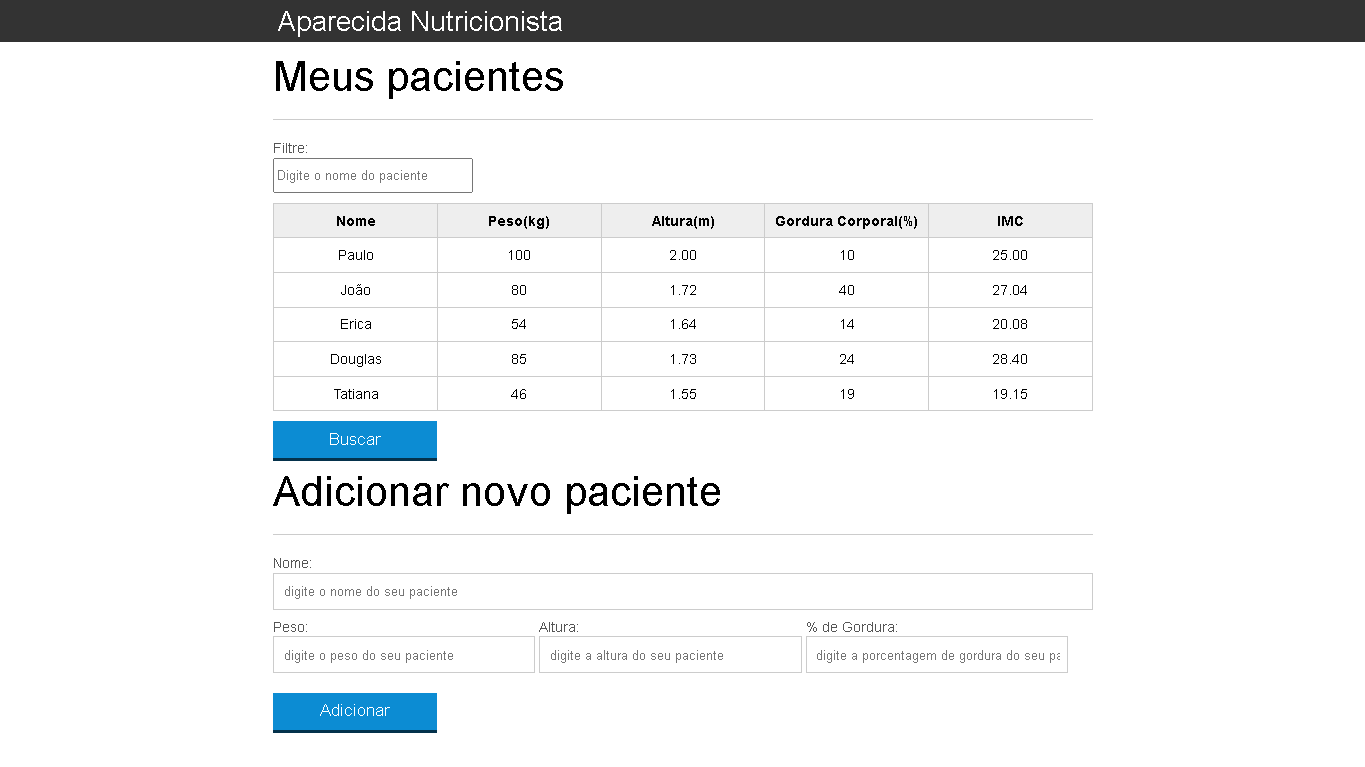 Aparecida Nutricionista
Meus pacientes
Filtre:
Digite o nome do paciente
Nome Peso(kg) Altura(m) Gordura Corporal(%) IMC
Paulo 100 2.00 10 25.00
João 80 1.72 40 27.04
Erica 54 1.64 14 20.08
Douglas 85 1.73 24 28.40
Tatiana 46 1.55 19 19.15
Buscar
Adicionar novo paciente
Nome:
digite o nome do seu paciente
Peso: Altura: % de Gordura:
digite o peso do seu paciente digite a altura do seu paciente digite a porcentagem de gordura do seu pa
Adicionar